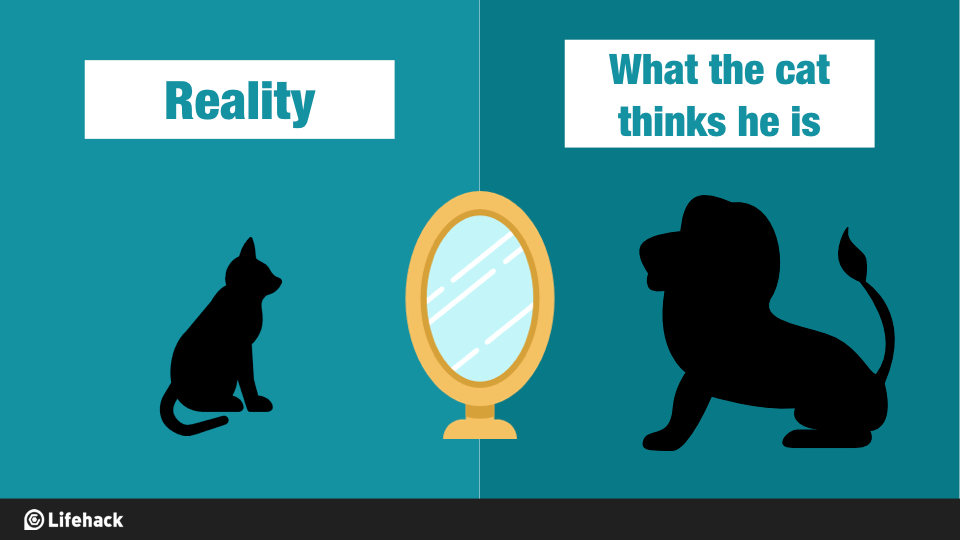 Reality
What the cat
thinks he is
Lifehack